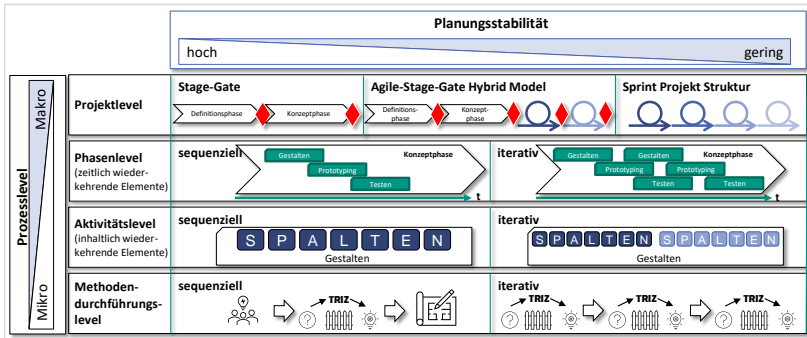 Planungsstabilität
hoch
gering
Prozesslevel
Makro
Mikro
Projektlevel
Stage-Gate
Definitionsphase
Konzeptphase
Agile-Stage-Gate Hybrid Model
Definitions-
phase
Konzept-
phase
Sprint Projekt Struktur
Phasenlevel
(zeitlich wieder-
kehrende Elemente)
sequenziell
Gestalten
Prototyping
Testen
Konzeptphase
t
iterativ
Gestalten
Gestalten
Konzeptphase
Prototyping
Prototyping
Testen
Testen
t
Aktivitätslevel
(inhaltlich wieder-
kehrende Elemente)
sequenziell
S P A L T E N
Gestalten
iterativ
S P A L T E N S P A L T E N
Gestalten
Methoden-
durchführungs-
level
sequenziell
TRIZ
?
iterativ
TRIZ
?
TRIZ
?
TRIZ
?